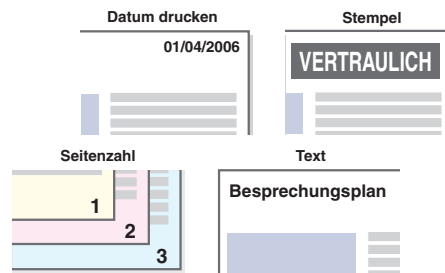 Datum drucken
01/04/2006
Stempel
VERTRAULICH
Seitenzahl
1
2
3
Text
Besprechungsplan